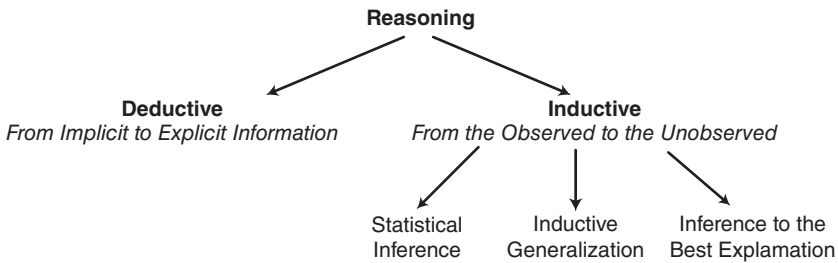 Reasoning
Deductive
From Implicit to Explicit Information
Inductive
From the Observed to the Unobserved
Statistical
Inference
Inductive
Generalization
Inference to the
Best Explamation